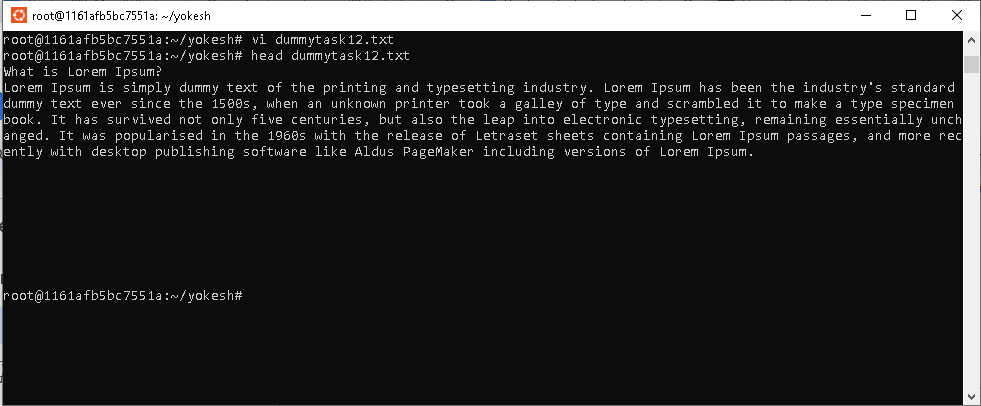 root@1161afb5bc7551a: ~/yokesh
root@1161afb5bc7551a:~/yokesh# vi dummytask12.txt
root@1161afb5bc7551a:~/yokesh# head dummytask12.txt
What is Lorem Ipsum?
Lorem Ipsum is simply dummy text of the printing and typesetting industry. Lorem Ipsum has been the industry's standard
dummy text ever since the 1500s, when an unknown printer took a galley of type and scrambled it to make a type specimen
book. It has survived not only five centuries, but also the leap into electronic typesetting, remaining essentially unch
anged. It was popularised in the 1960s with the release of Letraset sheets containing Lorem Ipsum passages, and more rec
ently with desktop publishing software like Aldus PageMaker including versions of Lorem Ipsum.
root@1161afb5bc7551a:~/yokesh#